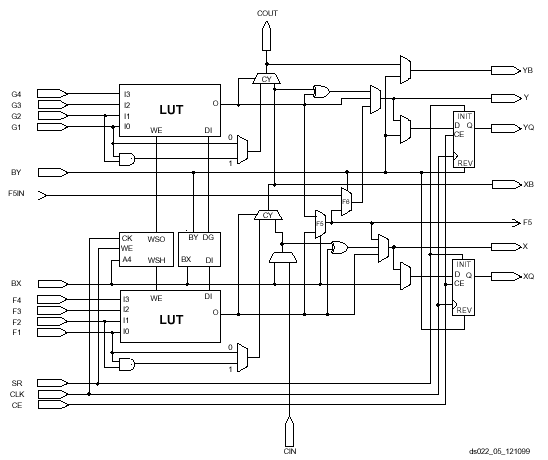 COUT
YB
CY
G4
I3
G3
I2
LUT
O
Y
G2
I1
G1
I0
INIT
D Q
YQ
CE
WE
DI
0
1
REV
BY
XB
F5IN
F6
CY
F5
F5
CK
WSO
BY DG
WE
X
A4
WSH
BX
DI
INIT
BX
D Q
XQ
CE
WE
DI
F4
I3
F3
I2
LUT
O
REV
F2
I1
F1
I0
0
1
SR
CLK
CE
CIN
ds022_05_121099